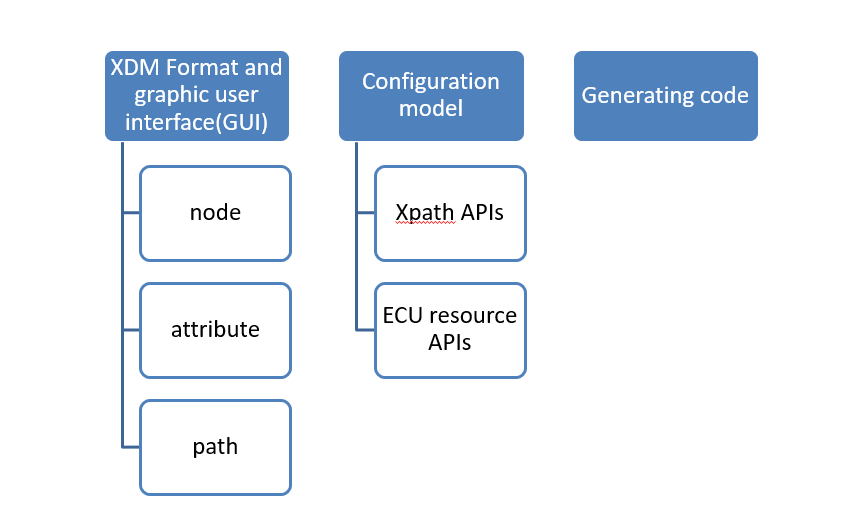 XDM Format and
graphic user
interface(GUI)
node
attribute
path
Configuration
model
Xpath APIs
ECU resource
APIs
Generating code